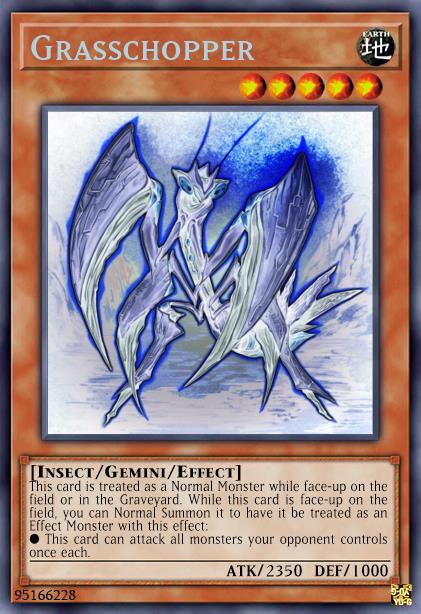 GRASSCHOPPER
EARTH
地
[INSECT/GEMINI/EFFECT]
This card is treated as a Normal Monster while face-up on the
field or in the Graveyard. While this card is face-up on the
field, you can Normal Summon it to have it be treated as an
Effect Monster with this effect:
● This card can attack all monsters your opponent controls
once each.
ATK/2350 DEF/1000
95166228